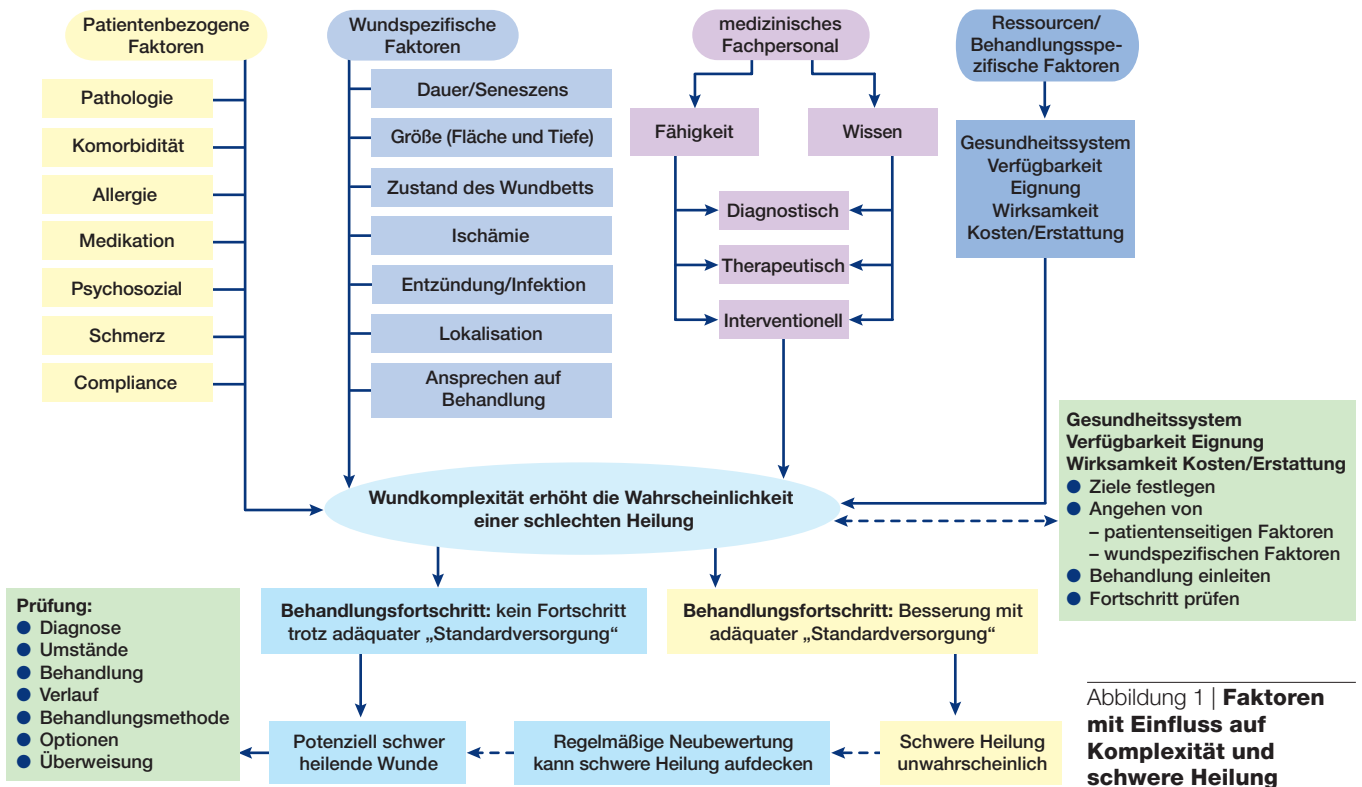 Patientenbezogene
Faktoren
Pathologie
Komorbidität
Allergie
Medikation
Psychosozial
Schmerz
Compliance
Wundspezifische
Faktoren
Dauer/Seneszens
Größe (Fläche und Tiefe)
Zustand des Wundbetts
Ischämie
Entzündung/Infektion
Lokalisation
Ansprechen auf
Behandlung
medizinisches
Fachpersonal
Fähigkeit
Wissen
Diagnostisch
Therapeutisch
Interventionell
Ressourcen/
Behandlungsspe-
zifische Faktoren
Gesundheitssystem
Verfügbarkeit
Eignung
Wirksamkeit
Kosten/Erstattung
Wundkomplexität erhöht die Wahrscheinlichkeit
einer schlechten Heilung
Gesundheitssystem
Verfügbarkeit Eignung
Wirksamkeit Kosten/Erstattung
● Ziele festlegen
● Angehen von
– patientenseitigen Faktoren
– wundspezifischen Faktoren
● Behandlung einleiten
● Fortschritt prüfen
Behandlungsfortschritt: kein Fortschritt
trotz adäquater „Standardversorgung“
Behandlungsfortschritt: Besserung mit
adäquater „Standardversorgung“
Prüfung:
● Diagnose
● Umstände
● Behandlung
● Verlauf
● Behandlungsmethode
● Optionen
● Überweisung
Potenziell schwer
heilende Wunde
Regelmäßige Neubewertung
kann schwere Heilung aufdecken
Schwere Heilung
unwahrscheinlich
Abbildung 1 | Faktoren
mit Einfluss auf
Komplexität und
schwere Heilung